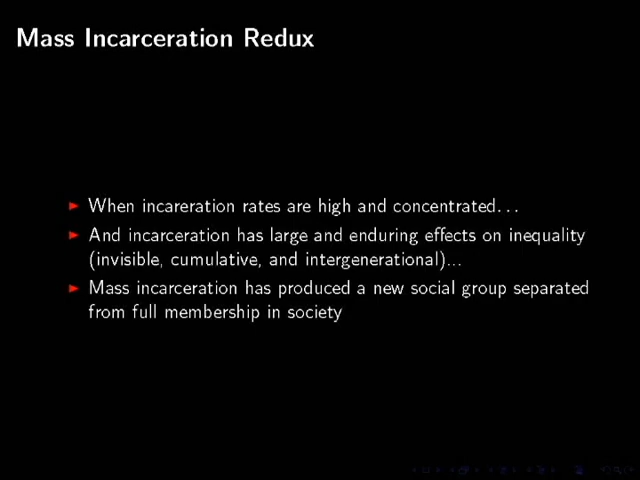 Mass Incarceration Redux
When incareration rates are high and concentrated...
And incarceration has large and enduring effects on inequality
(invisible, cumulative, and intergenerational)...
Mass incarceration has produced a new social group separated
from full membership in society